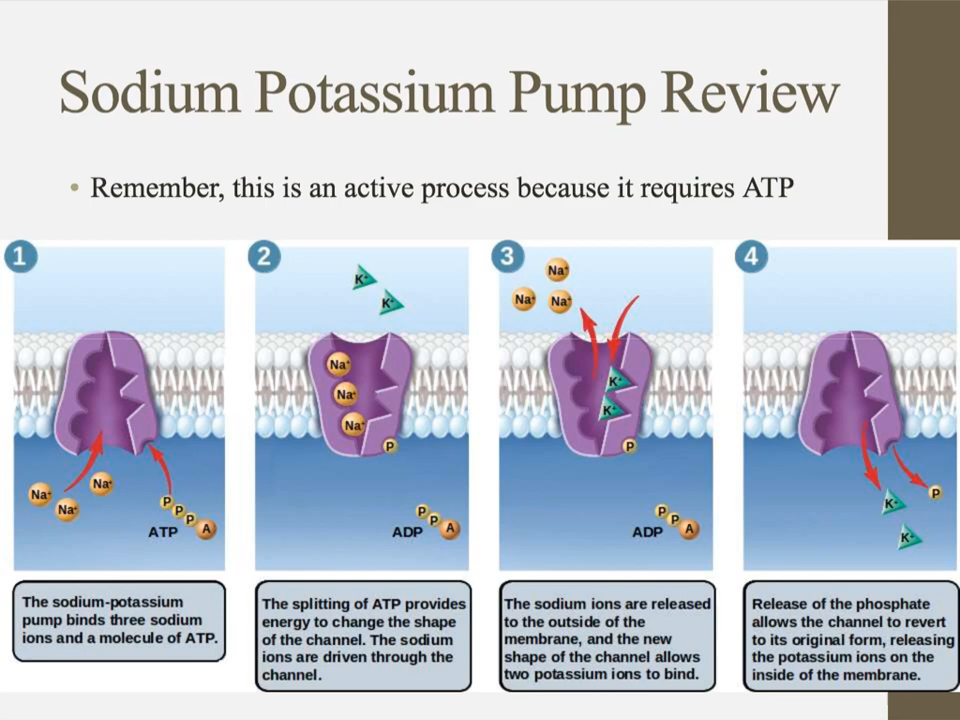 Sodium Potassium Pump Review
• Remember, this is an active process because it requires ATP
1
2
3
4
Na+
Na+
Na+
P
P
P
A
ATP
K+
K+
Na+
Na+
Na+
P
P
P
A
ADP
Na+
Na+
Na+
K+
K+
P
P
P
A
ADP
P
K+
K+
The sodium-potassium
pump binds three sodium
ions and a molecule of ATP.
The splitting of ATP provides
energy to change the shape
of the channel. The sodium
ions are driven through the
channel.
The sodium ions are released
to the outside of the
membrane, and the new
shape of the channel allows
two potassium ions to bind.
Release of the phosphate
allows the channel to revert
to its original form, releasing
the potassium ions on the
inside of the membrane.